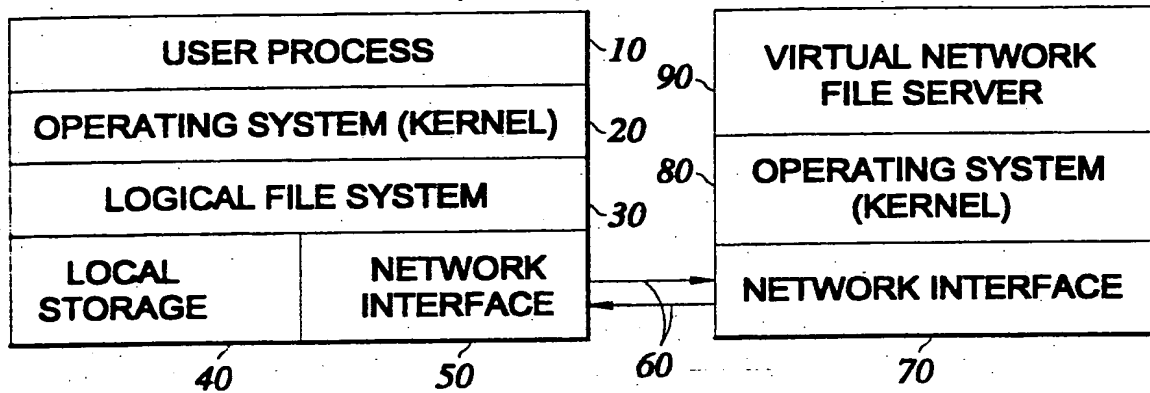 USER PROCESS
10
OPERATING SYSTEM (KERNEL)
20
LOGICAL FILE SYSTEM
30
LOCAL
STORAGE
40
NETWORK
INTERFACE
50
60
VIRTUAL NETWORK
FILE SERVER
90
OPERATING SYSTEM
(KERNEL)
80
NETWORK INTERFACE
70